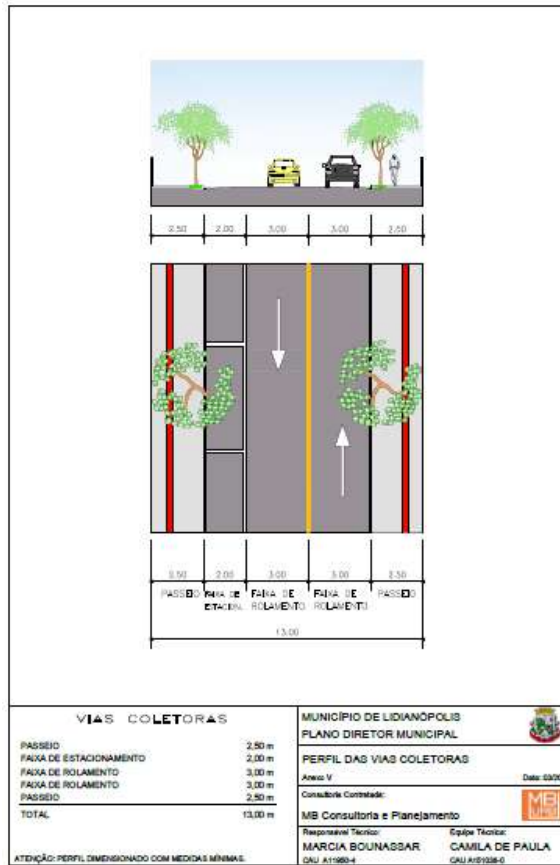 2.50 2.00 3.00 3.00 2.50
2.50 2.00 3.00 3.00 2.50
PASSEIO FAIXA DE ESTACION. FAIXA DE ROLAMENTO FAIXA DE ROLAMENTO PASSEIO
13.00
VIAS COLETORAS
PASSEIO 2,50 m
FAIXA DE ESTACIONAMENTO 2,00 m
FAIXA DE ROLAMENTO 3,00 m
FAIXA DE ROLAMENTO 3,00 m
PASSEIO 2,50 m
TOTAL 13,00 m
ATENÇÃO: PERFIL DIMENSIONADO COM MEDIDAS MÍNIMAS.
MUNICÍPIO DE LIDIANÓPOLIS
PLANO DIRETOR MUNICIPAL
PERFIL DAS VIAS COLETORAS
Anexo V Data:
Consultoria Contratada:
MB Consultoria e Planejamento
Responsável Técnico: Equipe Técnica:
MARCIA BOUNASSAR CAMILA DE PAULA
CAU CAU